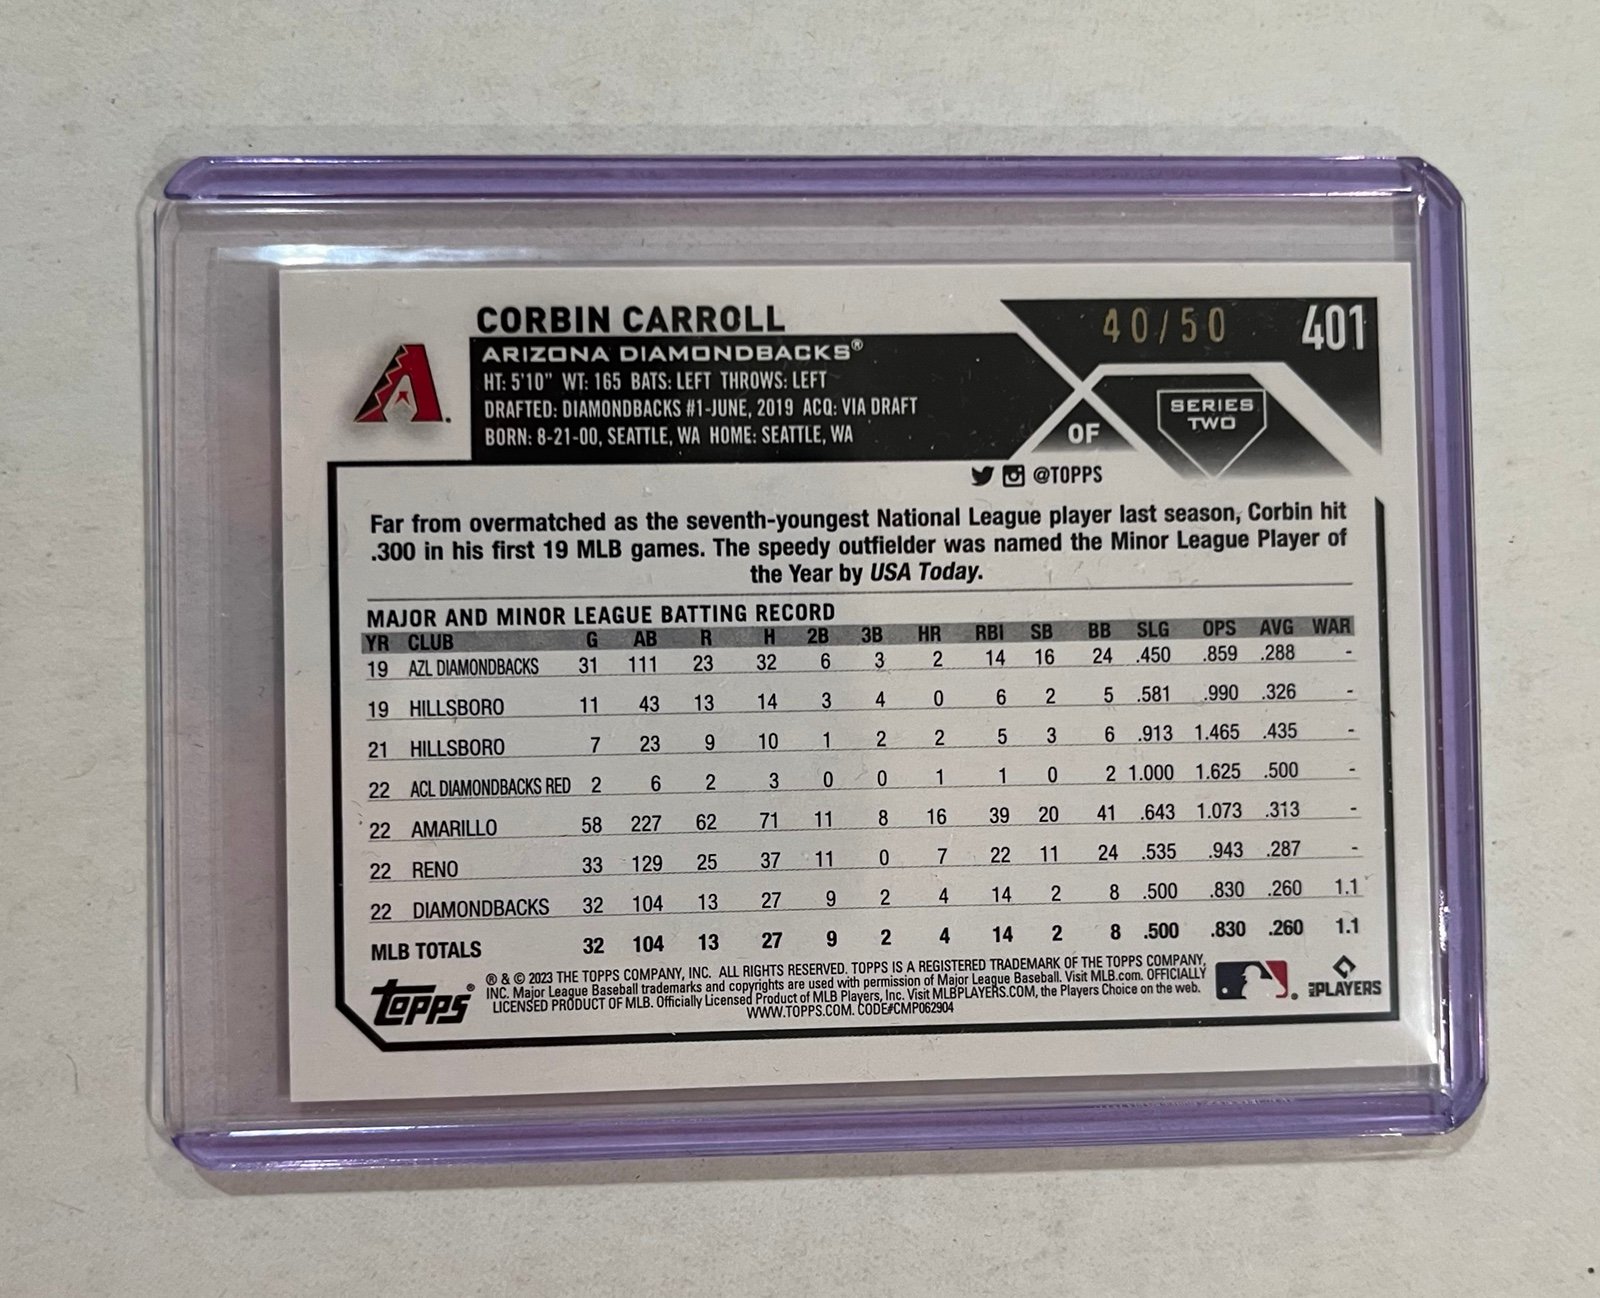 CORBIN CARROLL
ARIZONA DIAMONDBACKS®
HT: 5'10" WT: 165 BATS: LEFT THROWS: LEFT
DRAFTED: DIAMONDBACKS #1-JUNE, 2019 ACQ: VIA DRAFT
BORN: 8-21-00, SEATTLE, WA HOME: SEATTLE, WA
40/50
401
OF
SERIES
TWO
@TOPPS
Far from overmatched as the seventh-youngest National League player last season, Corbin hit
.300 in his first 19 MLB games. The speedy outfielder was named the Minor League Player of
the Year by USA Today.
MAJOR AND MINOR LEAGUE BATTING RECORD
YR CLUB G AB R H 2B 3B HR RBI SB BB SLG OPS AVG WAR
19 AZL DIAMONDBACKS 31 111 23 32 6 3 2 14 16 24 .450 .859 .288 -
19 HILLSBORO 11 43 13 14 3 4 0 6 2 5 .581 .990 .326 -
21 HILLSBORO 7 23 9 10 1 2 2 5 3 6 .913 1.465 .435 -
22 ACL DIAMONDBACKS RED 2 6 2 3 0 0 1 1 0 2 1.000 1.625 .500 -
22 AMARILLO 58 227 62 71 11 8 16 39 20 41 .643 1.073 .313 -
22 RENO 33 129 25 37 11 0 7 22 11 24 .535 .943 .287 -
22 DIAMONDBACKS 32 104 13 27 9 2 4 14 2 8 .500 .830 .260 1.1
MLB TOTALS 32 104 13 27 9 2 4 14 2 8 .500 .830 .260 1.1
Topps®
® & © 2023 THE TOPPS COMPANY, INC. ALL RIGHTS RESERVED. TOPPS IS A REGISTERED TRADEMARK OF THE TOPPS COMPANY,
INC. Major League Baseball trademarks and copyrights are used with permission of Major League Baseball. Visit MLB.com. OFFICIALLY
LICENSED PRODUCT OF MLB. Officially Licensed Product of MLB Players, Inc. Visit MLBPLAYERS.COM, the Players Choice on the web.
WWW.TOPPS.COM. CODE#CMP062904
PLAYERS